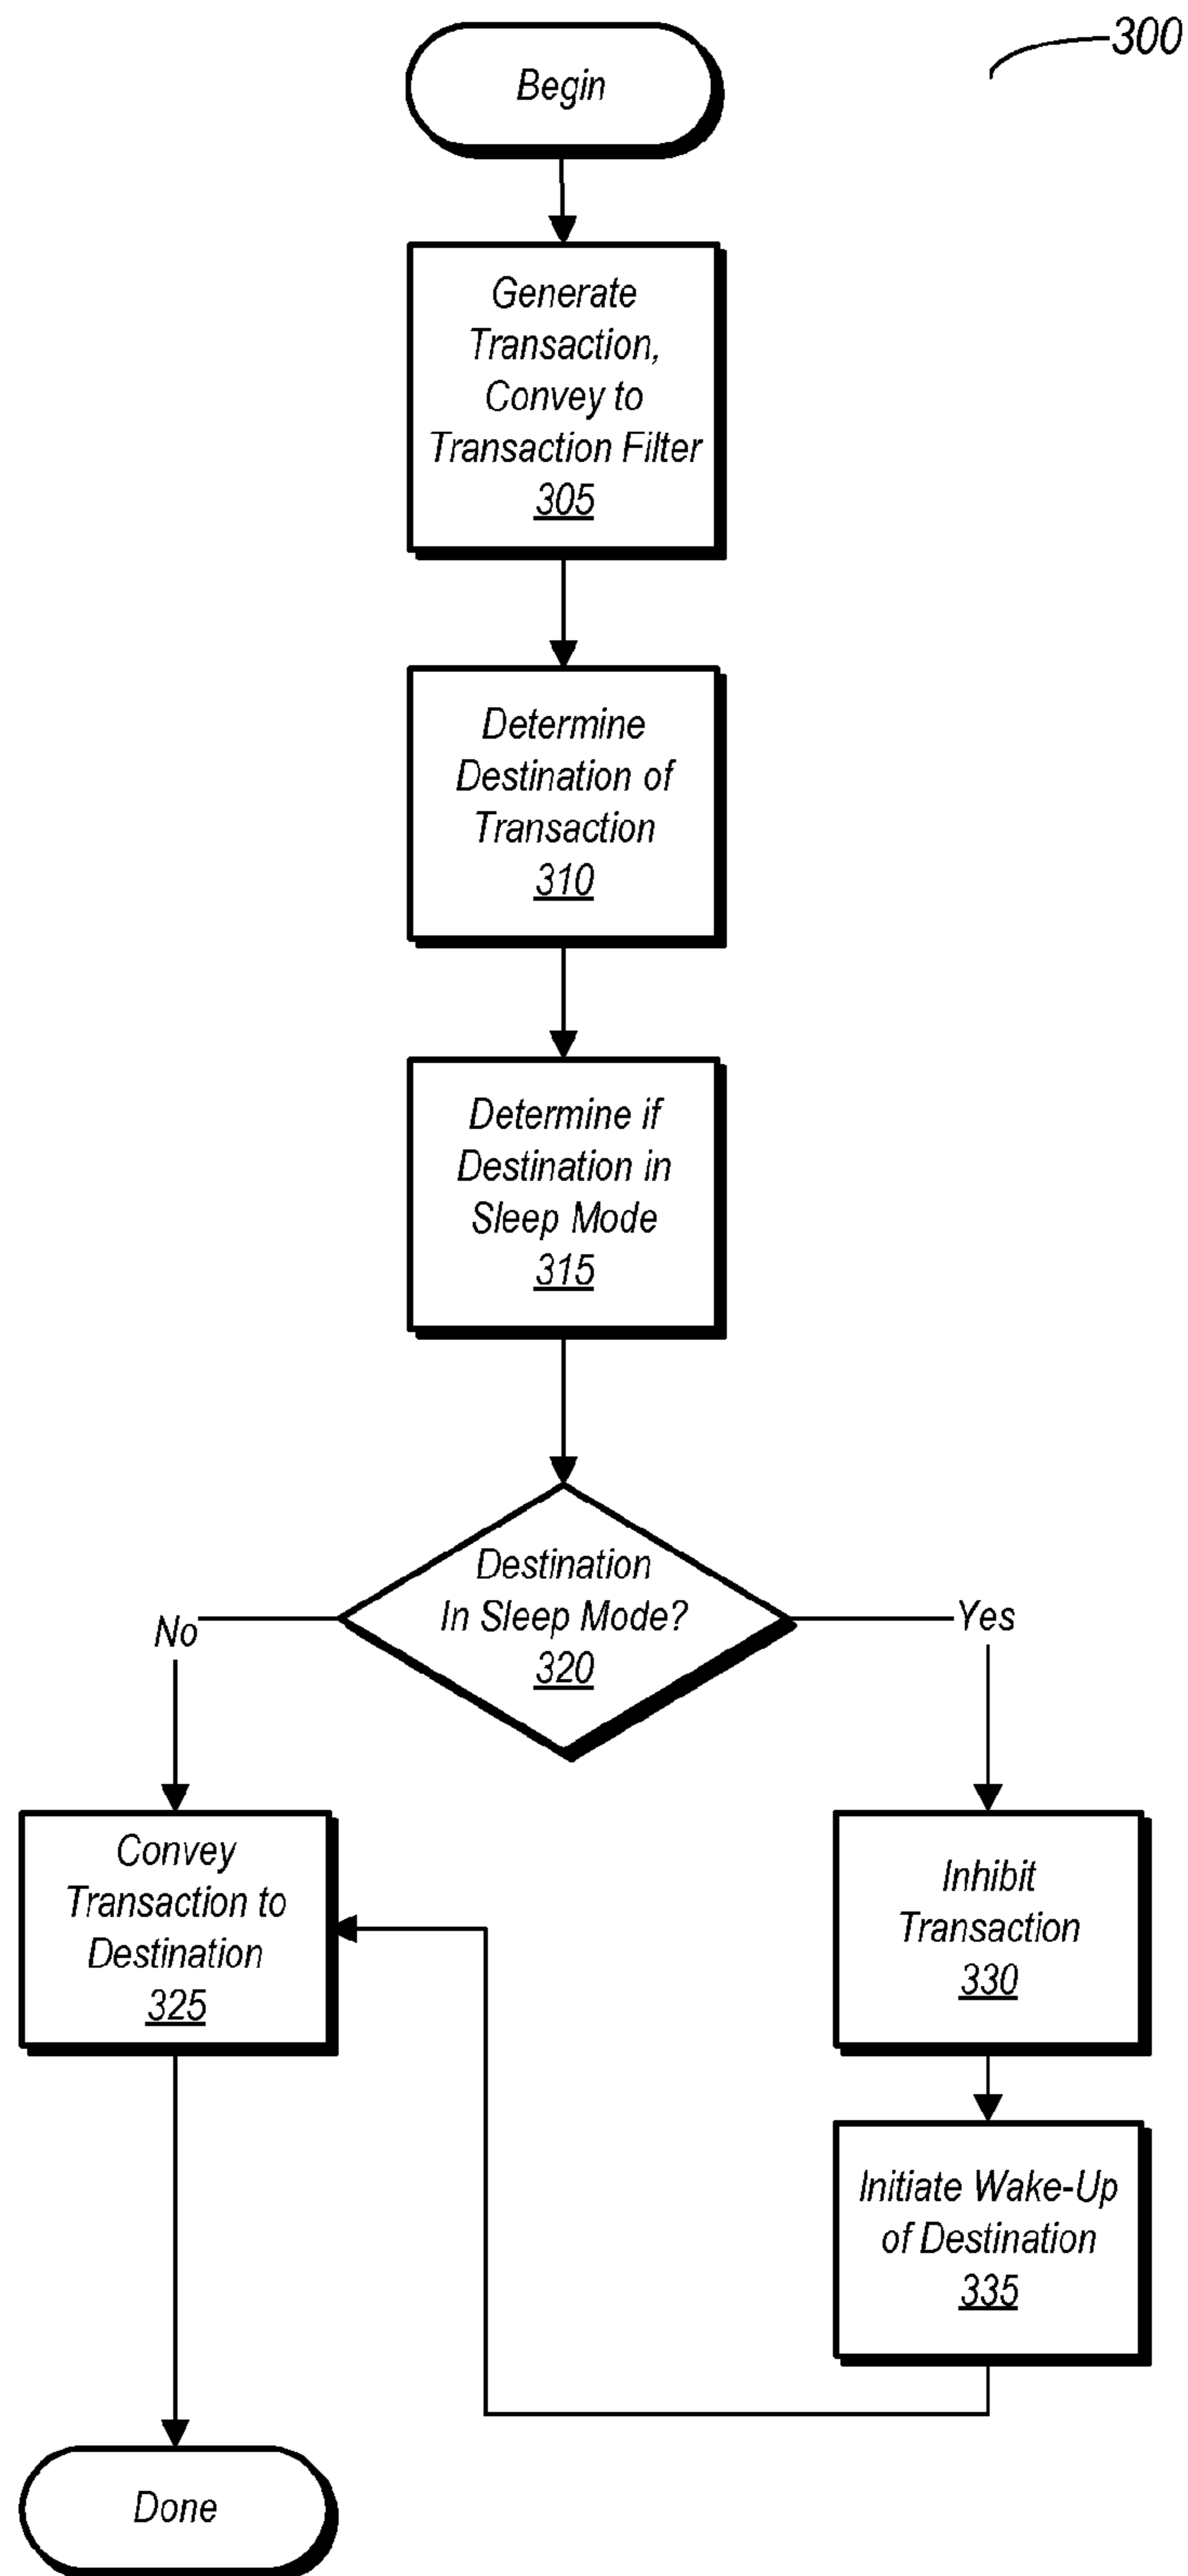 300
Begin
Generate
Transaction,
Convey to
Transaction Filter
305
Determine
Destination of
Transaction
310
Determine if
Destination in
Sleep Mode
315
Destination
In Sleep Mode?
320
No
Yes
Convey
Transaction to
Destination
325
Inhibit
Transaction
330
Initiate Wake-Up
of Destination
335
Done